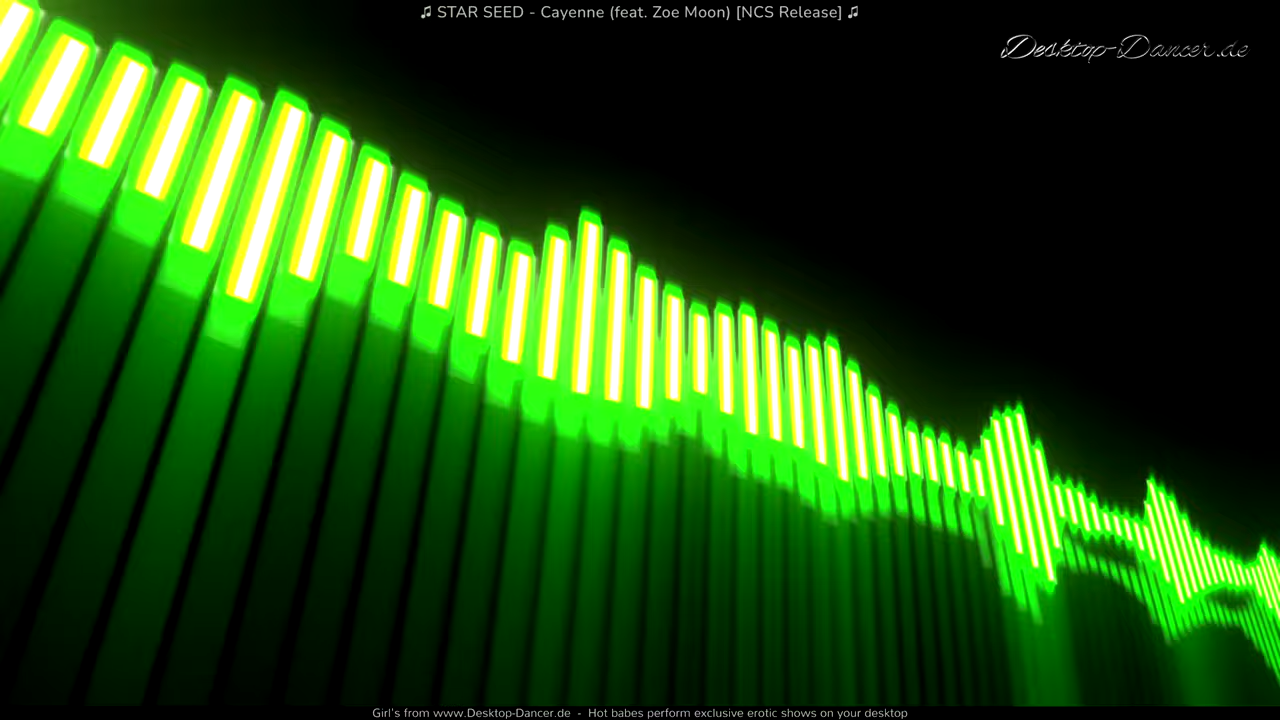 ♫ STAR SEED - Cayenne (feat. Zoe Moon) [NCS Release] ♫
Desktop-Dancer.de
Girl's from www.Desktop-Dancer.de - Hot babes perform exclusive erotic shows on your desktop